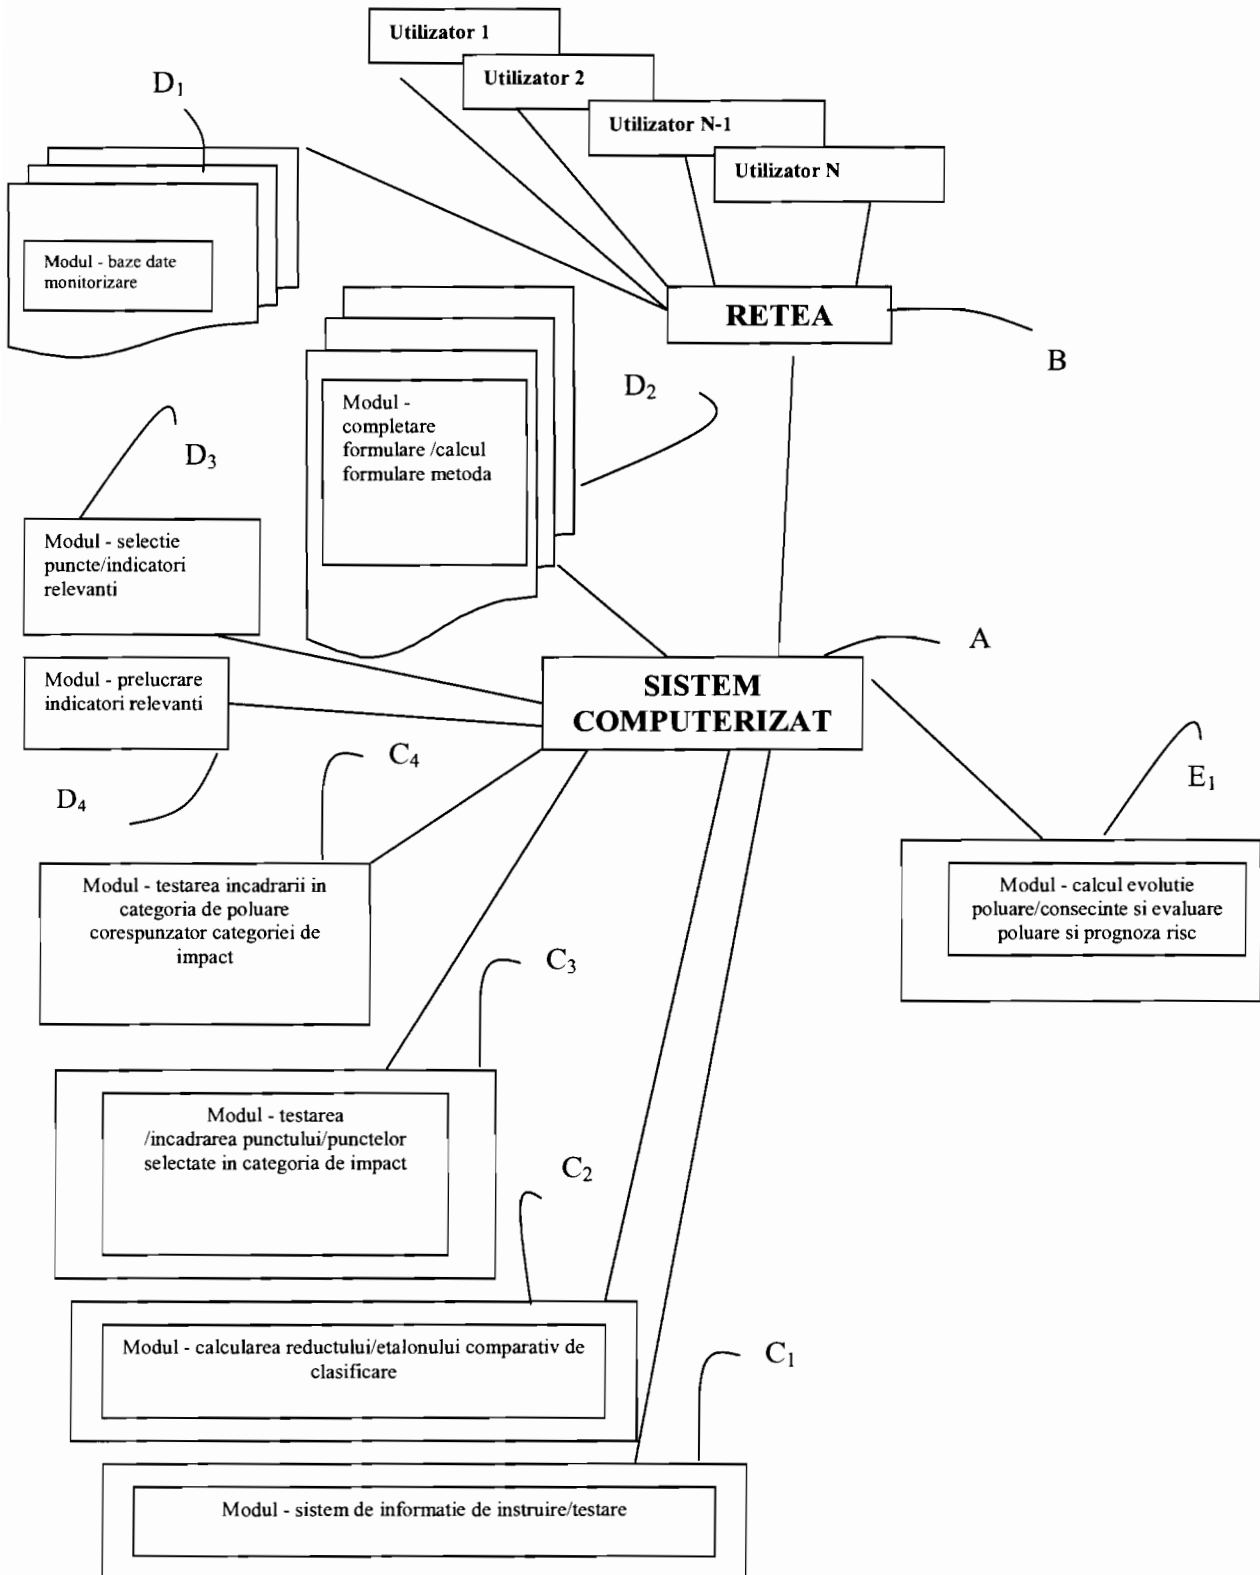 Utilizator 1
Utilizator 2
Utilizator N-1
Utilizator N
D1
Modul - baze date
monitorizare
RETEA
B
D2
Modul -
completare
formulare /calcul
formulare metoda
D3
Modul - selectie
puncte/indicatori
relevanti
A
SISTEM
COMPUTERIZAT
Modul - prelucrare
indicatori relevanti
C4
D4
E1
Modul - testarea incadrarii in
categoria de poluare
corespunzator categoriei de
impact
Modul - calcul evolutie
poluare/consecinte si evaluare
poluare si prognoza risc
C3
Modul - testarea
/incadrarea punctului/punctelor
selectate in categoria de impact
C2
Modul - calcularea reductului/etalonului comparativ de
clasificare
C1
Modul - sistem de informatie de instruire/testare